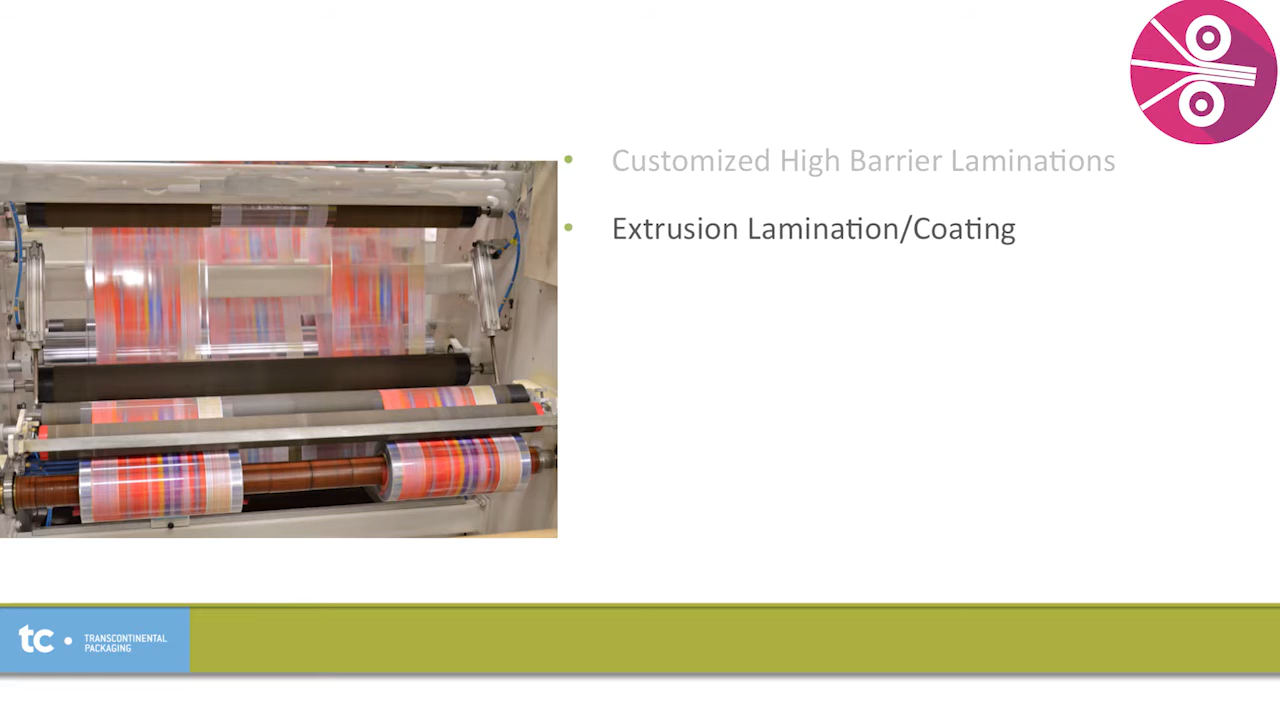 Customized High Barrier Laminations
Extrusion Lamination/Coating
tc • TRANSCONTINENTAL
PACKAGING